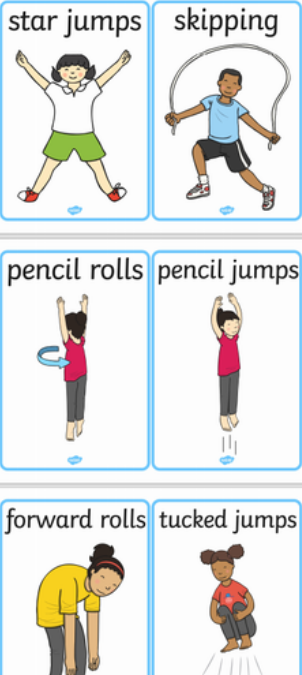 star jumps
skipping
pencil rolls
pencil jumps
forward rolls
tucked jumps